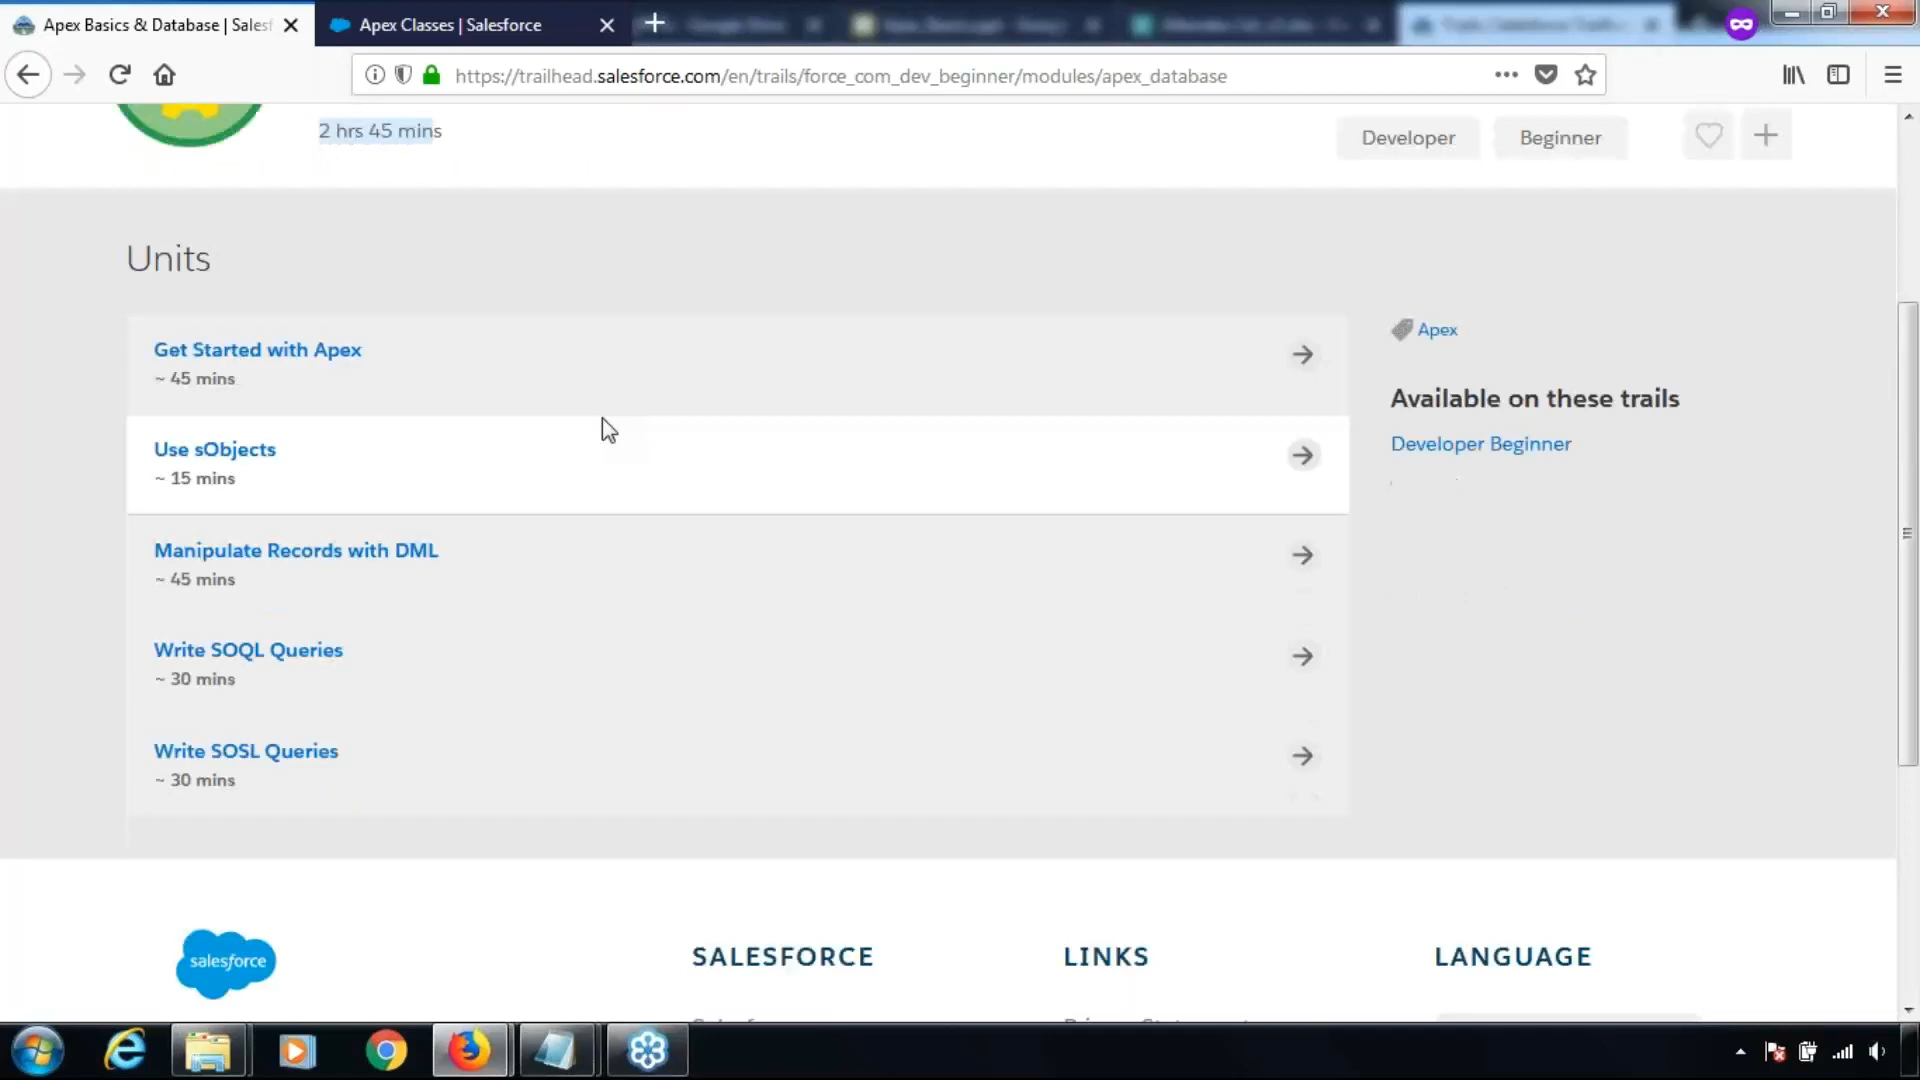 Apex Basics & Database | Salesf
Apex Classes | Salesforce
https://trailhead.salesforce.com/en/trails/force_com_dev_beginner/modules/apex_database
2 hrs 45 mins
Developer
Beginner
Units
Get Started with Apex
~ 45 mins
Use sObjects
~ 15 mins
Manipulate Records with DML
~ 45 mins
Write SOQL Queries
~ 30 mins
Write SOSL Queries
~ 30 mins
Apex
Available on these trails
Developer Beginner
salesforce
SALESFORCE
LINKS
LANGUAGE